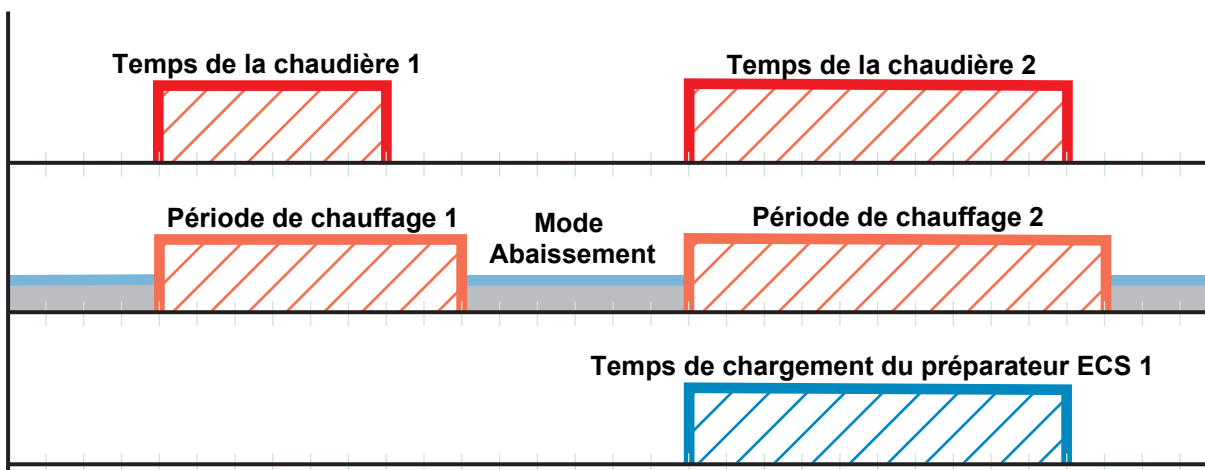 Temps de la chaudière 1
Temps de la chaudière 2
Période de chauffage 1
Mode
Abaissement
Période de chauffage 2
Temps de chargement du préparateur ECS 1